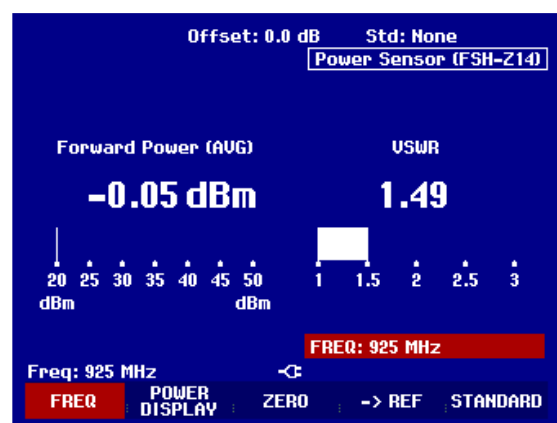 Offset: 0.0 dB Std: None
Power Sensor (FSH-Z14)
Forward Power (AVG) VSWR
-0.05 dBm 1.49
20 25 30 35 40 45 50 1 1.5 2 2.5 3
dBm dBm
FREQ: 925 MHz
Freq: 925 MHz
FREQ POWER DISPLAY ZERO -> REF STANDARD